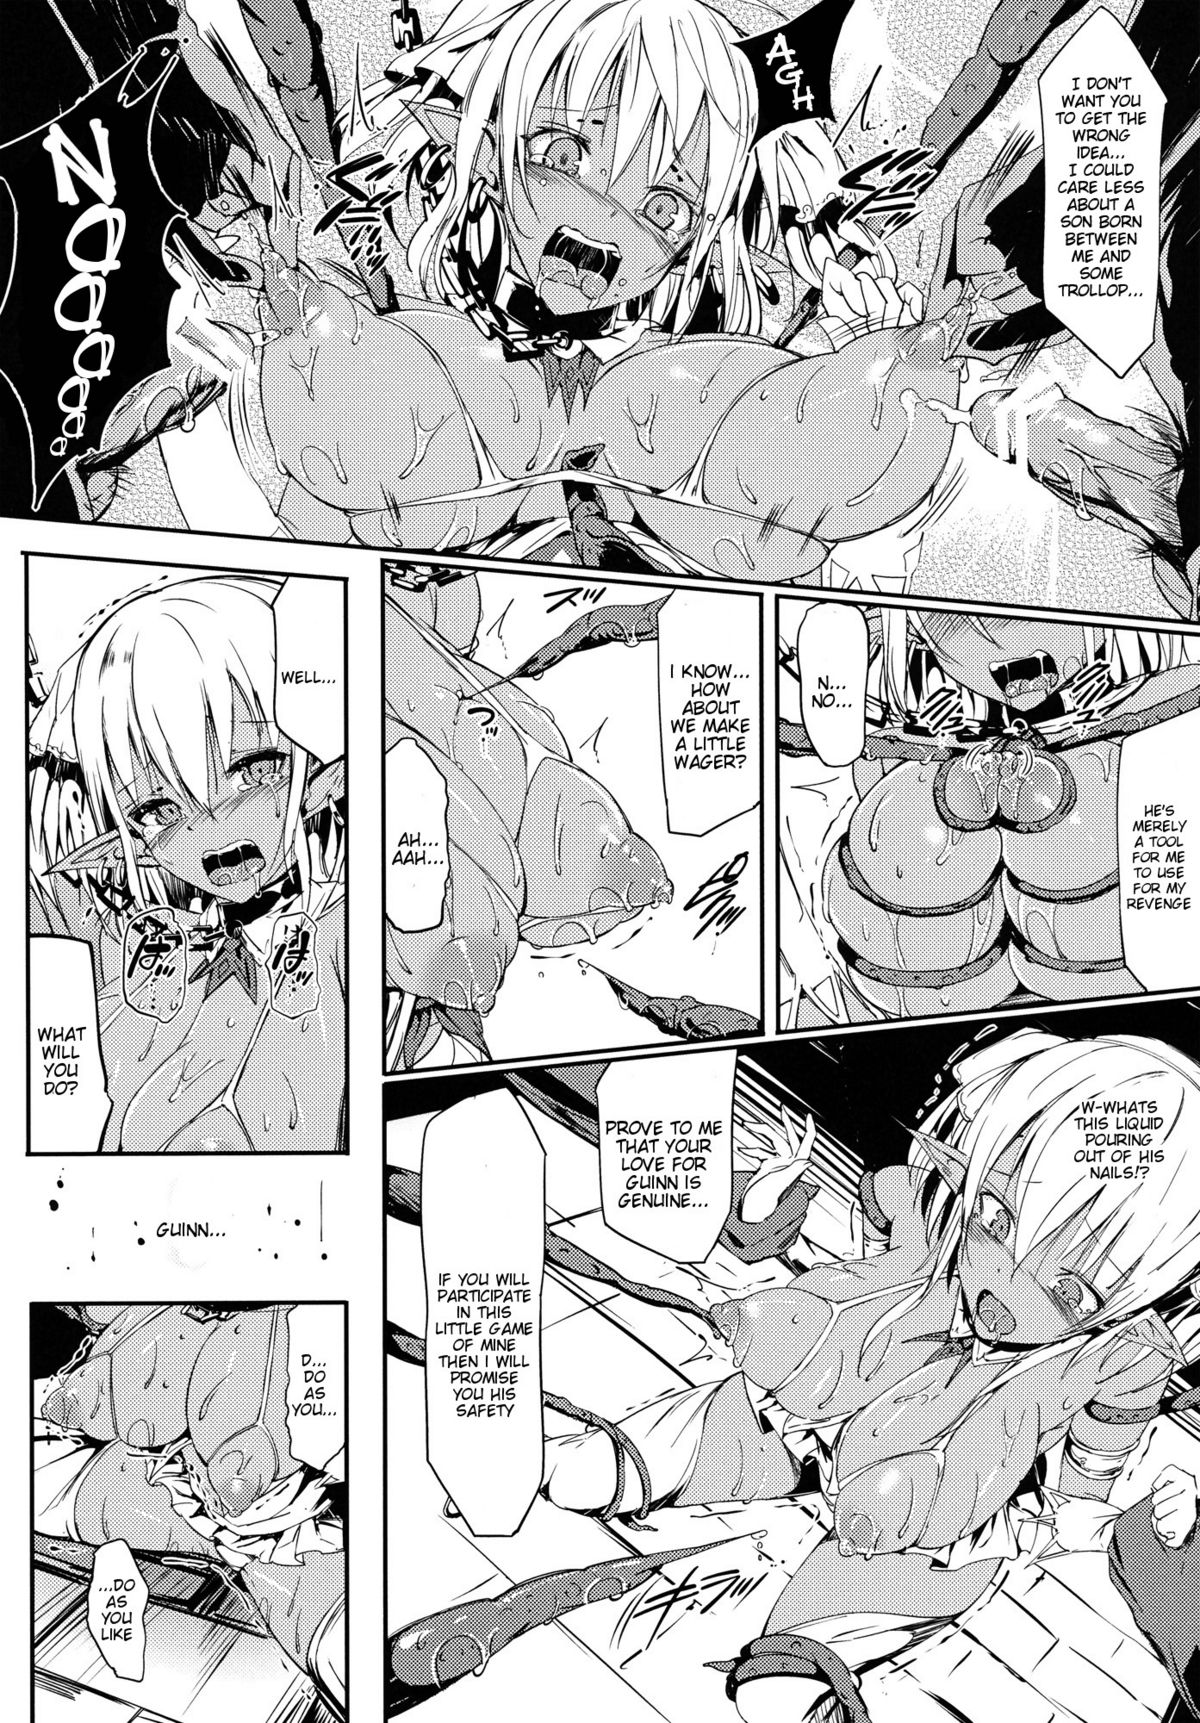 I DON'T
WANT YOU
TO GET THE
WRONG
IDEA...
I COULD
CARE LESS
ABOUT A
SON BORN
BETWEEN
ME AND
SOME
TROLLOP...
AGH
NOOOOOO。
HE'S
MERELY
A TOOL
FOR ME
TO USE
FOR MY
REVENGE
N...
NO...
I KNOW...
HOW
ABOUT
WE MAKE
A LITTLE
WAGER?
AH...
AAH...
WELL...
WHAT
WILL
YOU
DO?
W-WHATS
THIS LIQUID
POURING
OUT OF HIS
NAILS!?
PROVE TO ME
THAT YOUR
LOVE FOR
GUINN IS
GENUINE...
IF YOU WILL
PARTICIPATE
IN THIS
LITTLE GAME
OF MINE
THEN I WILL
PROMISE
YOU HIS
SAFETY
GUINN...
D...
DO AS
YOU...
...DO
AS YOU
LIKE